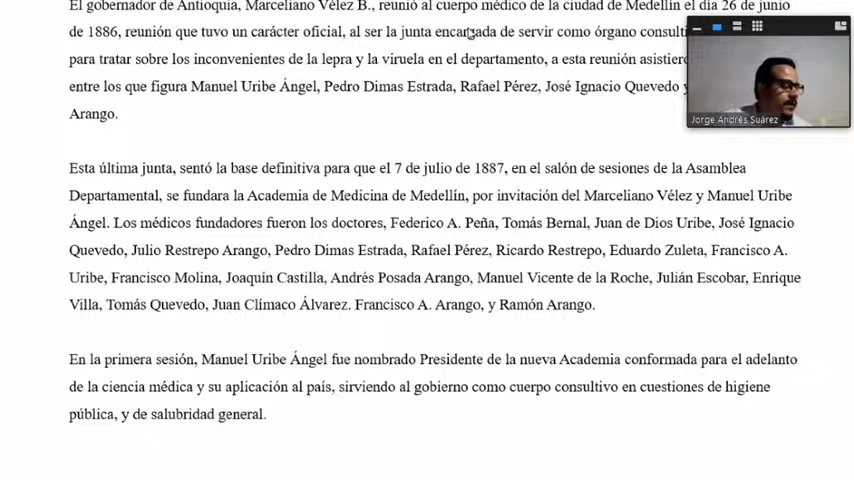 El gobernador de Antioquia, Marceliano Vélez B., reunió al cuerpo médico de la ciudad de Medellín el día 26 de junio
de 1886, reunión que tuvo un carácter oficial, al ser la junta encargada de servir como órgano
para tratar sobre los inconvenientes de la lepra y la viruela en el departamento, a esta reunión
entre los que figura Manuel Uribe Ángel, Pedro Dimas Estrada, Rafael Pérez, José Ignacio Quevedo y
Arango.
Jorge Andrés Suárez
Esta última junta, sentó la base definitiva para que el 7 de julio de 1887, en el salón de sesiones de la Asamblea
Departamental, se fundara la Academia de Medicina de Medellín, por invitación del Marceliano Vélez y Manuel Uribe
Ángel. Los médicos fundadores fueron los doctores, Federico A. Peña, Tomás Bernal, Juan de Dios Uribe, José Ignacio
Quevedo, Julio Restrepo Arango, Pedro Dimas Estrada, Rafael Pérez, Ricardo Restrepo, Eduardo Zuleta, Francisco A.
Uribe, Francisco Molina, Joaquín Castilla, Andrés Posada Arango, Manuel Vicente de la Roche, Julián Escobar, Enrique
Villa, Tomás Quevedo, Juan Clímaco Álvarez. Francisco A. Arango, y Ramón Arango.
En la primera sesión, Manuel Uribe Ángel fue nombrado Presidente de la nueva Academia conformada para el adelanto
de la ciencia médica y su aplicación al país, sirviendo al gobierno como cuerpo consultivo en cuestiones de higiene
pública, y de salubridad general.